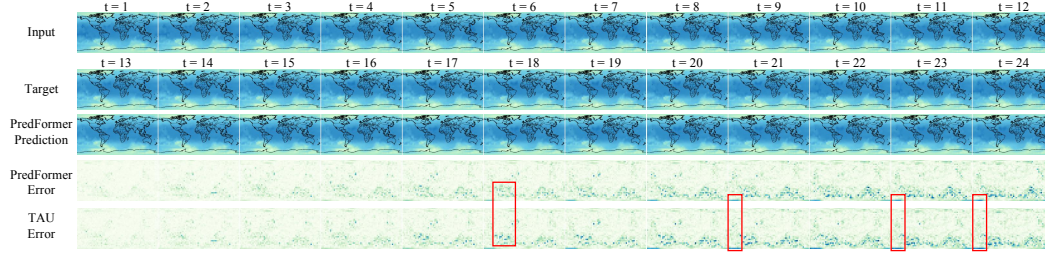 t = 1 t = 2 t = 3 t = 4 t = 5 t = 6 t = 7 t = 8 t = 9 t = 10 t = 11 t = 12
Input
t = 13 t = 14 t = 15 t = 16 t = 17 t = 18 t = 19 t = 20 t = 21 t = 22 t = 23 t = 24
Target
PredFormer
Prediction
PredFormer
Error
TAU
Error